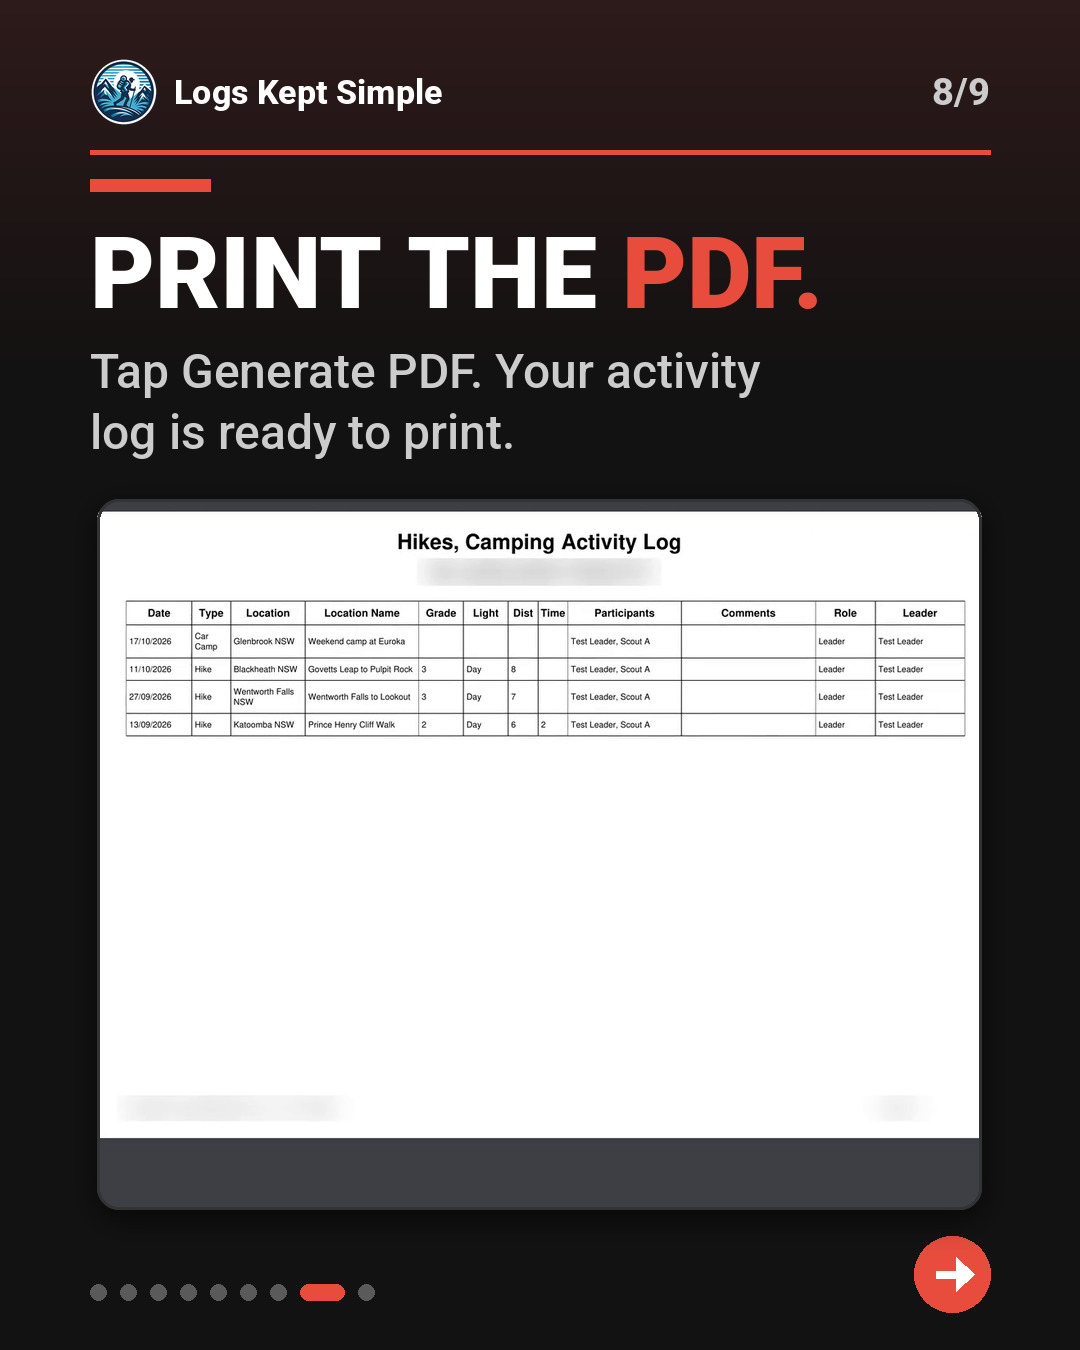 Logs Kept Simple
8/9
PRINT THE PDF.
Tap Generate PDF. Your activity
log is ready to print.
Hikes, Camping Activity Log
Date Type Location Location Name Grade Light Dist Time Participants Comments Role Leader
17/10/2026 Car Camp Glenbrook NSW Weekend camp at Euroka Test Leader, Scout A Leader Test Leader
11/10/2026 Hike Blackheath NSW Govetts Leap to Pulpit Rock 3 Day 8 Test Leader, Scout A Leader Test Leader
27/09/2026 Hike Wentworth Falls NSW Wentworth Falls to Lookout 3 Day 7 Test Leader, Scout A Leader Test Leader
13/09/2026 Hike Katoomba NSW Prince Henry Cliff Walk 2 Day 6 2 Test Leader, Scout A Leader Test Leader